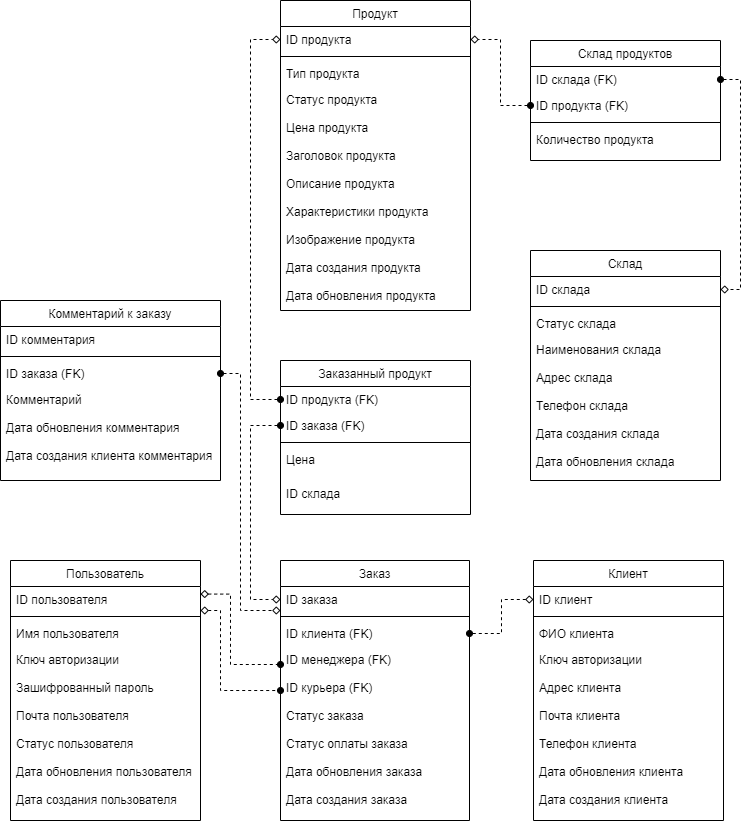 Продукт
ID продукта
Тип продукта
Статус продукта
Цена продукта
Заголовок продукта
Описание продукта
Характеристики продукта
Изображение продукта
Дата создания продукта
Дата обновления продукта
Склад продуктов
ID склада (FK)
ID продукта (FK)
Количество продукта
Склад
ID склада
Статус склада
Наименования склада
Адрес склада
Телефон склада
Дата создания склада
Дата обновления склада
Комментарий к заказу
ID комментария
ID заказа (FK)
Комментарий
Дата обновления комментария
Дата создания клиента комментария
Заказанный продукт
ID продукта (FK)
ID заказа (FK)
Цена
ID склада
Пользователь
ID пользователя
Имя пользователя
Ключ авторизации
Зашифрованный пароль
Почта пользователя
Статус пользователя
Дата обновления пользователя
Дата создания пользователя
Заказ
ID заказа
ID клиента (FK)
ID менеджера (FK)
ID курьера (FK)
Статус заказа
Статус оплаты заказа
Дата обновления заказа
Дата создания заказа
Клиент
ID клиент
ФИО клиента
Ключ авторизации
Адрес клиента
Почта клиента
Телефон клиента
Дата обновления клиента
Дата создания клиента